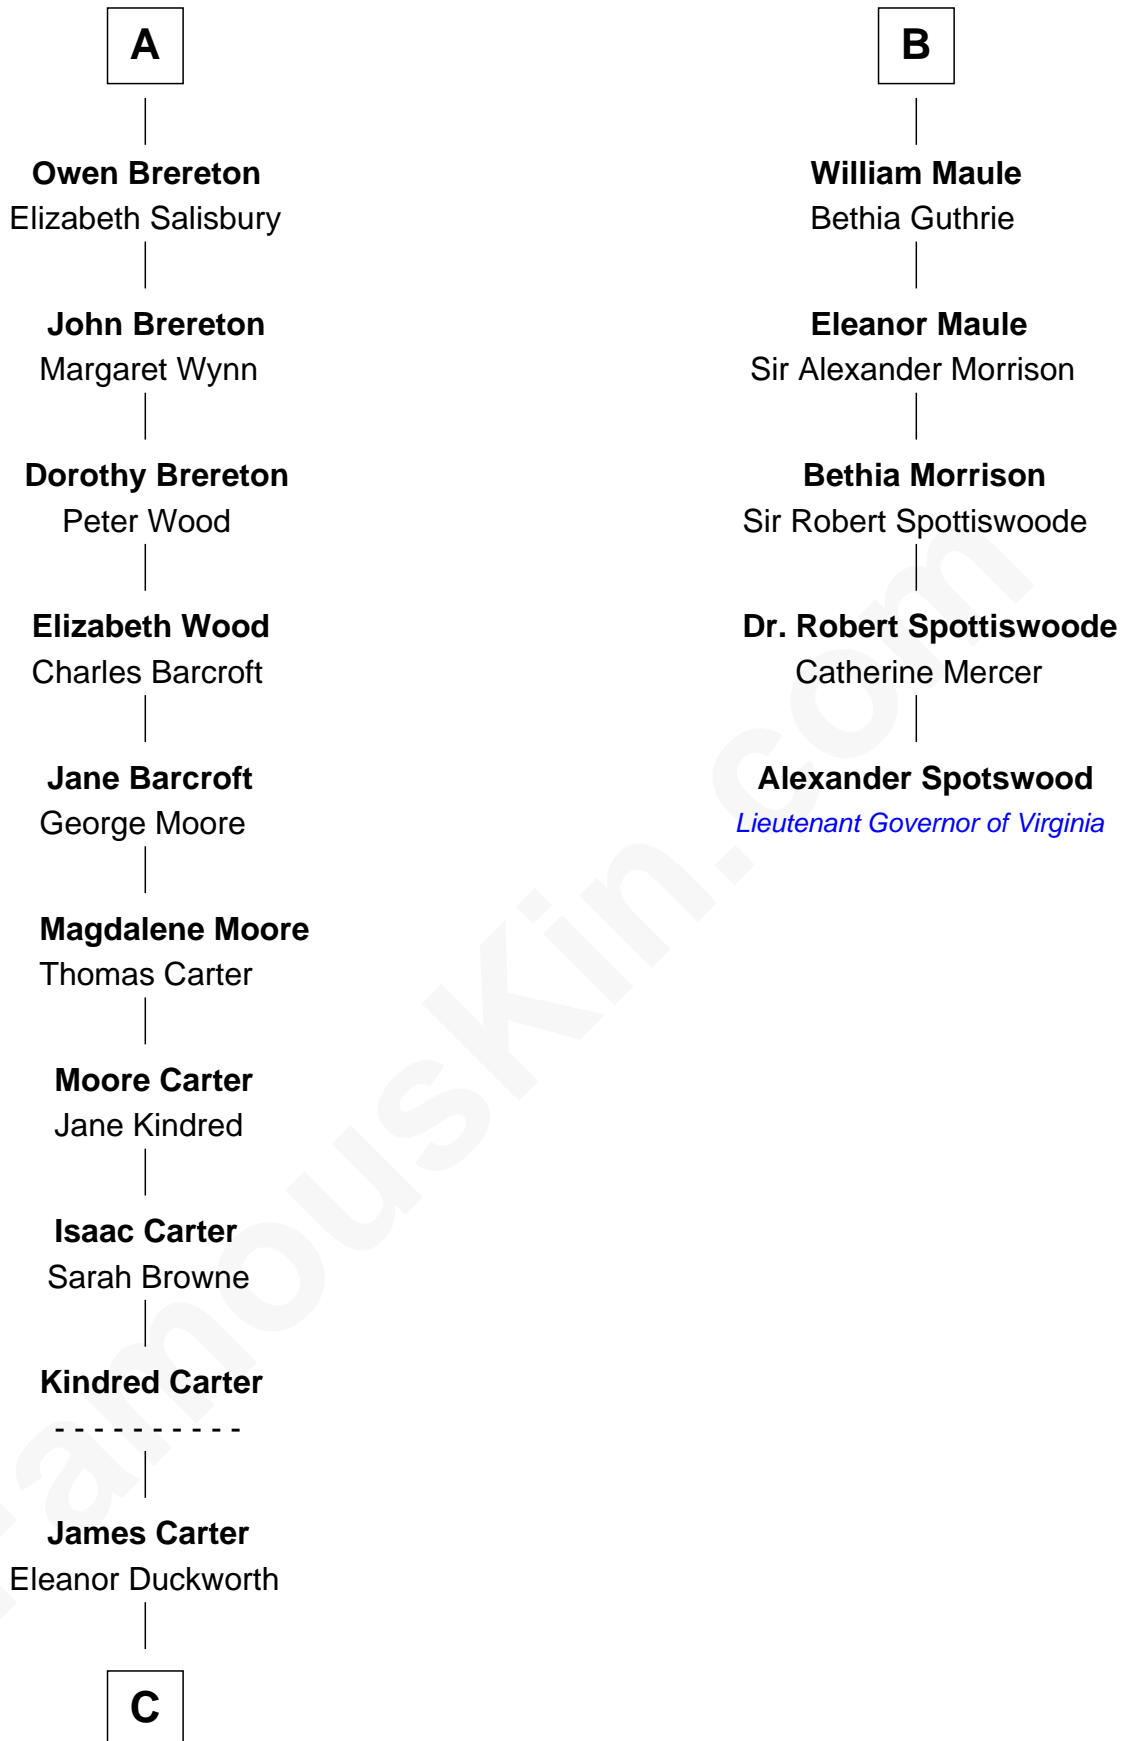 A
Owen Brereton
Elizabeth Salisbury
John Brereton
Margaret Wynn
Dorothy Brereton
Peter Wood
Elizabeth Wood
Charles Barcroft
Jane Barcroft
George Moore
Magdalene Moore
Thomas Carter
Moore Carter
Jane Kindred
Isaac Carter
Sarah Browne
Kindred Carter
- - - - - - - - - -
James Carter
Eleanor Duckworth
C
B
William Maule
Bethia Guthrie
Eleanor Maule
Sir Alexander Morrison
Bethia Morrison
Sir Robert Spottiswoode
Dr. Robert Spottiswoode
Catherine Mercer
Alexander Spotswood
Lieutenant Governor of Virginia
FamousKin.com